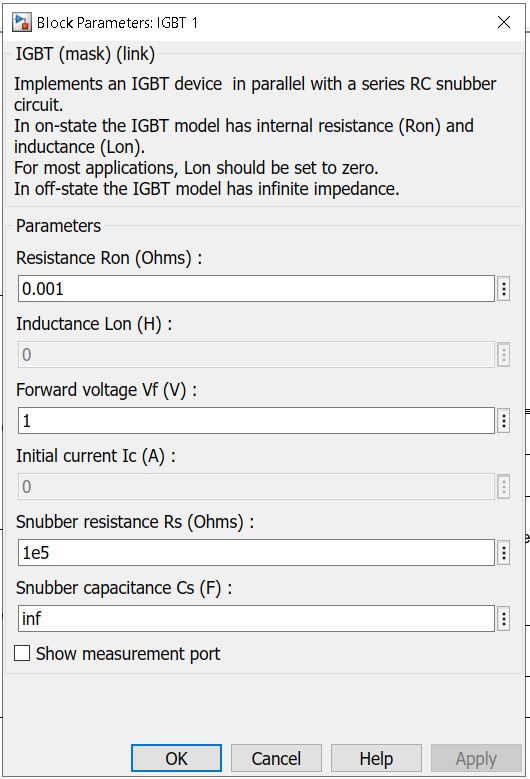 Block Parameters: IGBT 1
IGBT (mask) (link)
Implements an IGBT device in parallel with a series RC snubber
circuit.
In on-state the IGBT model has internal resistance (Ron) and
inductance (Lon).
For most applications, Lon should be set to zero.
In off-state the IGBT model has infinite impedance.
Parameters
Resistance Ron (Ohms) :
0.001
Inductance Lon (H) :
0
Forward voltage Vf (V) :
1
Initial current Ic (A) :
0
Snubber resistance Rs (Ohms) :
1e5
Snubber capacitance Cs (F) :
inf
Show measurement port
OK Cancel Help Apply